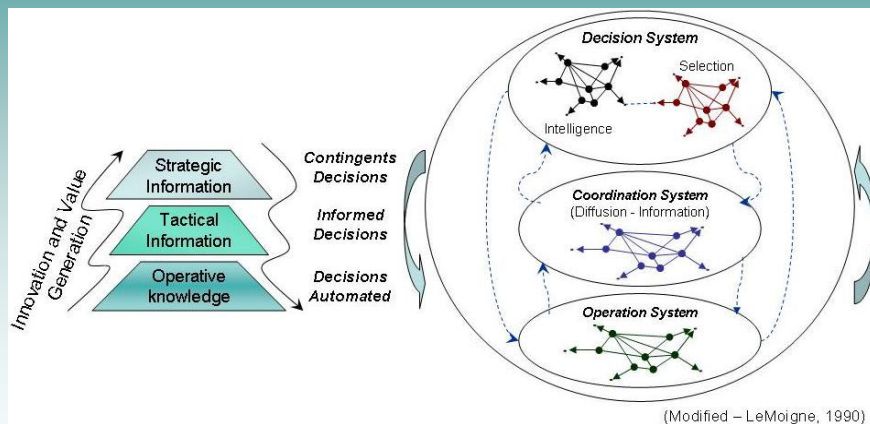 Innovation and Value
Generation
Strategic
Information
Tactical
Information
Operative
knowledge
Contingents
Decisions
Informed
Decisions
Decisions
Automated
Decision System
Selection
Intelligence
Coordination System
(Diffusion - Information)
Operation System
(Modified – LeMoigne, 1990)